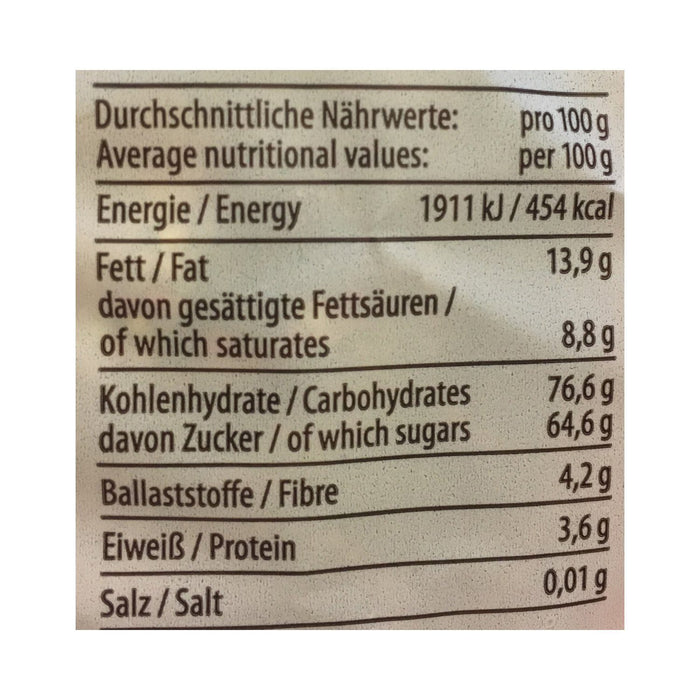 Durchschnittliche Nährwerte: pro 100 g
Average nutritional values: per 100 g
Energie / Energy 1911 kJ / 454 kcal
Fett / Fat 13,9 g
davon gesättigte Fettsäuren /
of which saturates 8,8 g
Kohlenhydrate / Carbohydrates 76,6 g
davon Zucker / of which sugars 64,6 g
Ballaststoffe / Fibre 4,2 g
Eiweiß / Protein 3,6 g
Salz / Salt 0,01 g